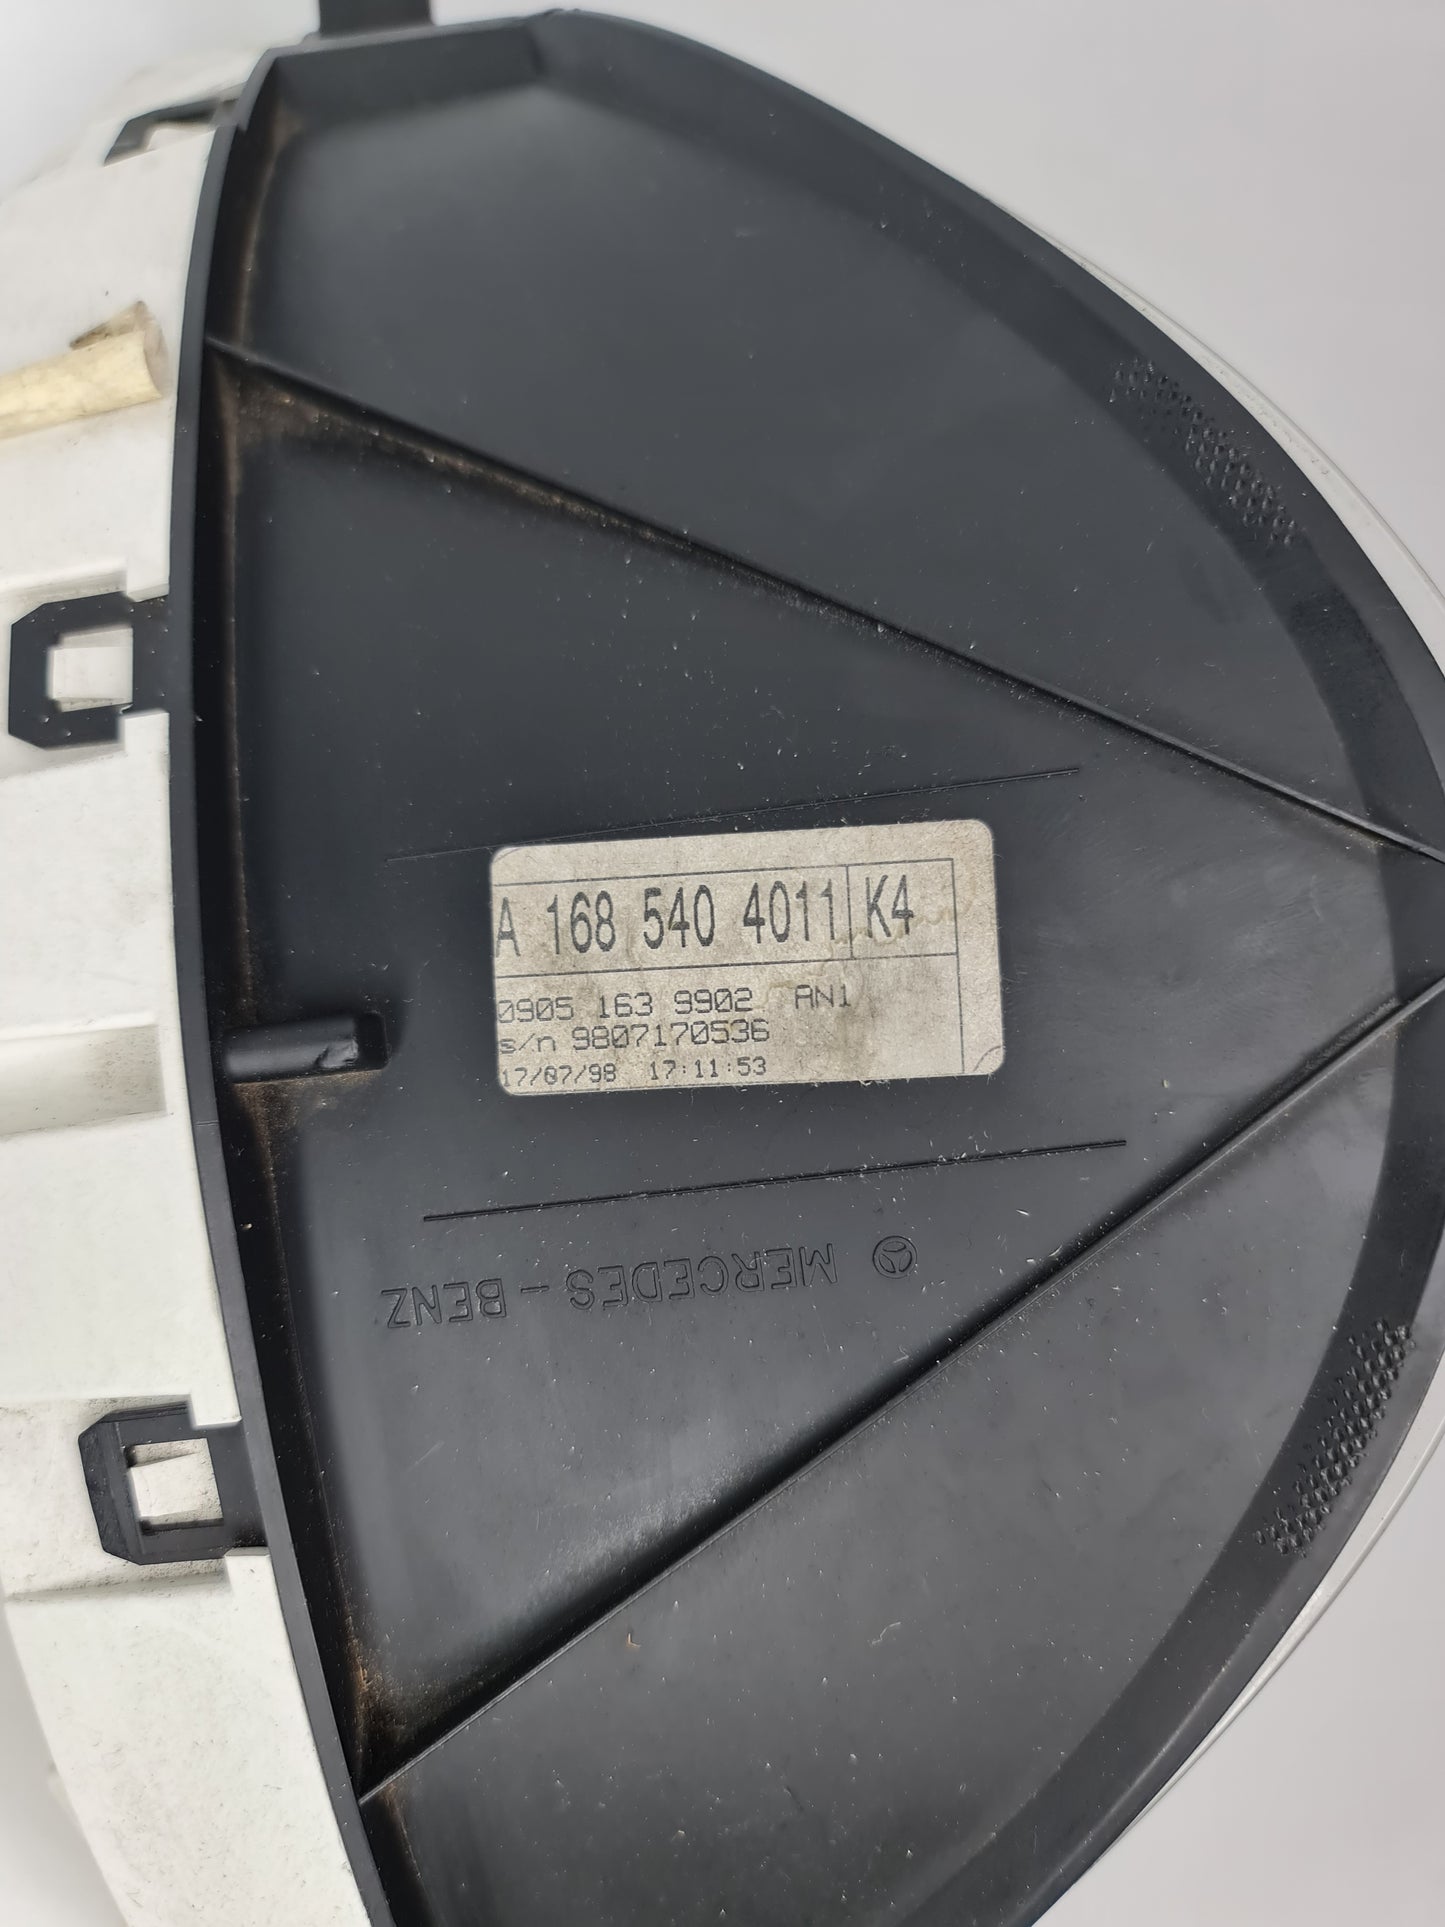 A 168 540 4011 K4
0905 163 9902 AN1
s/n 9807170536
17/07/98 17:11:53
MERCEDES-BENZ